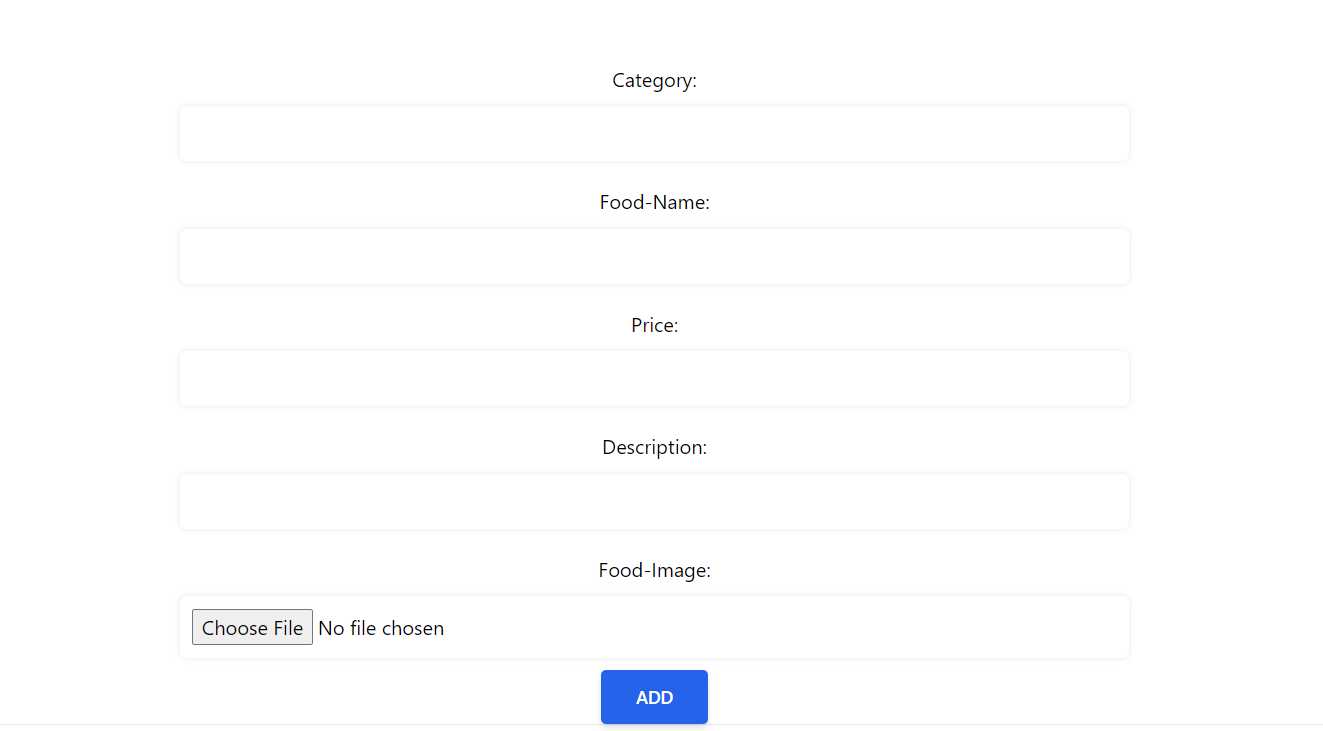 Category:
Food-Name:
Price:
Description:
Food-Image:
Choose File No file chosen
ADD